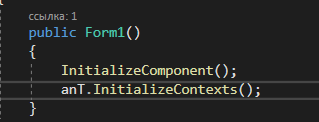 ссылка: 1
public Form1()
{
InitializeComponent();
anT.InitializeContexts();
}